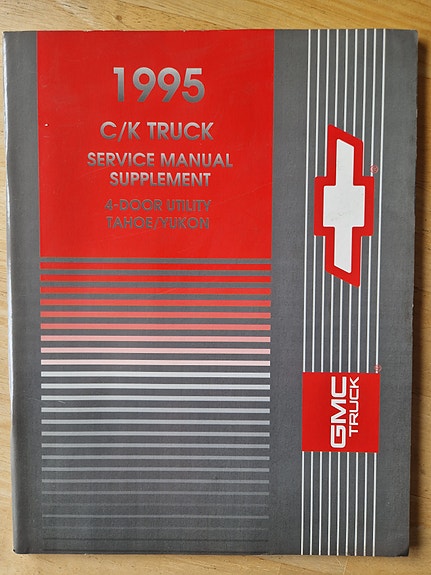 1995
C/K TRUCK
SERVICE MANUAL
SUPPLEMENT
4-DOOR UTILITY
TAHOE/YUKON
®
GMC
TRUCK
®